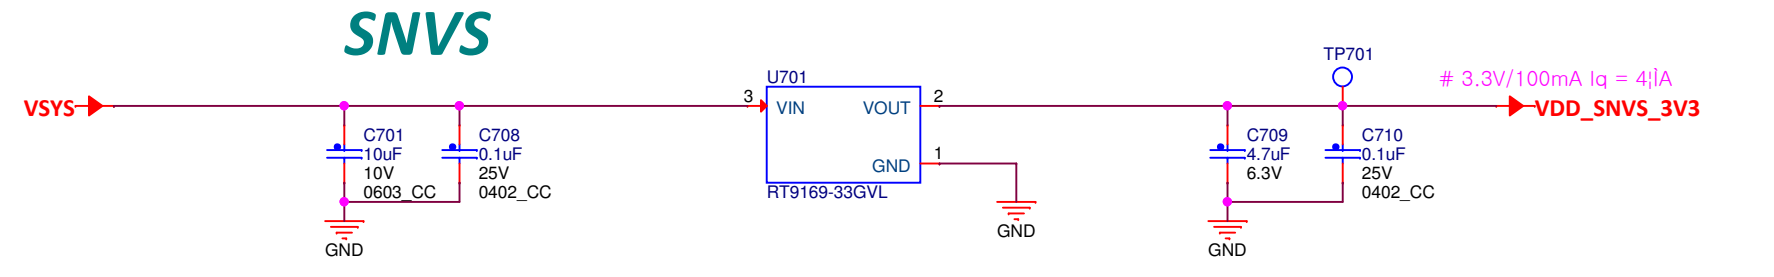 SNVS
TP701
U701
# 3.3V/100mA Iq = 4¦ÌA
VSYS
3
VIN
VOUT
2
VDD_SNVS_3V3
C701
10uF
10V
0603_CC
C708
0.1uF
25V
0402_CC
GND
1
RT9169-33GVL
C709
4.7uF
6.3V
C710
0.1uF
25V
0402_CC
GND
GND
GND